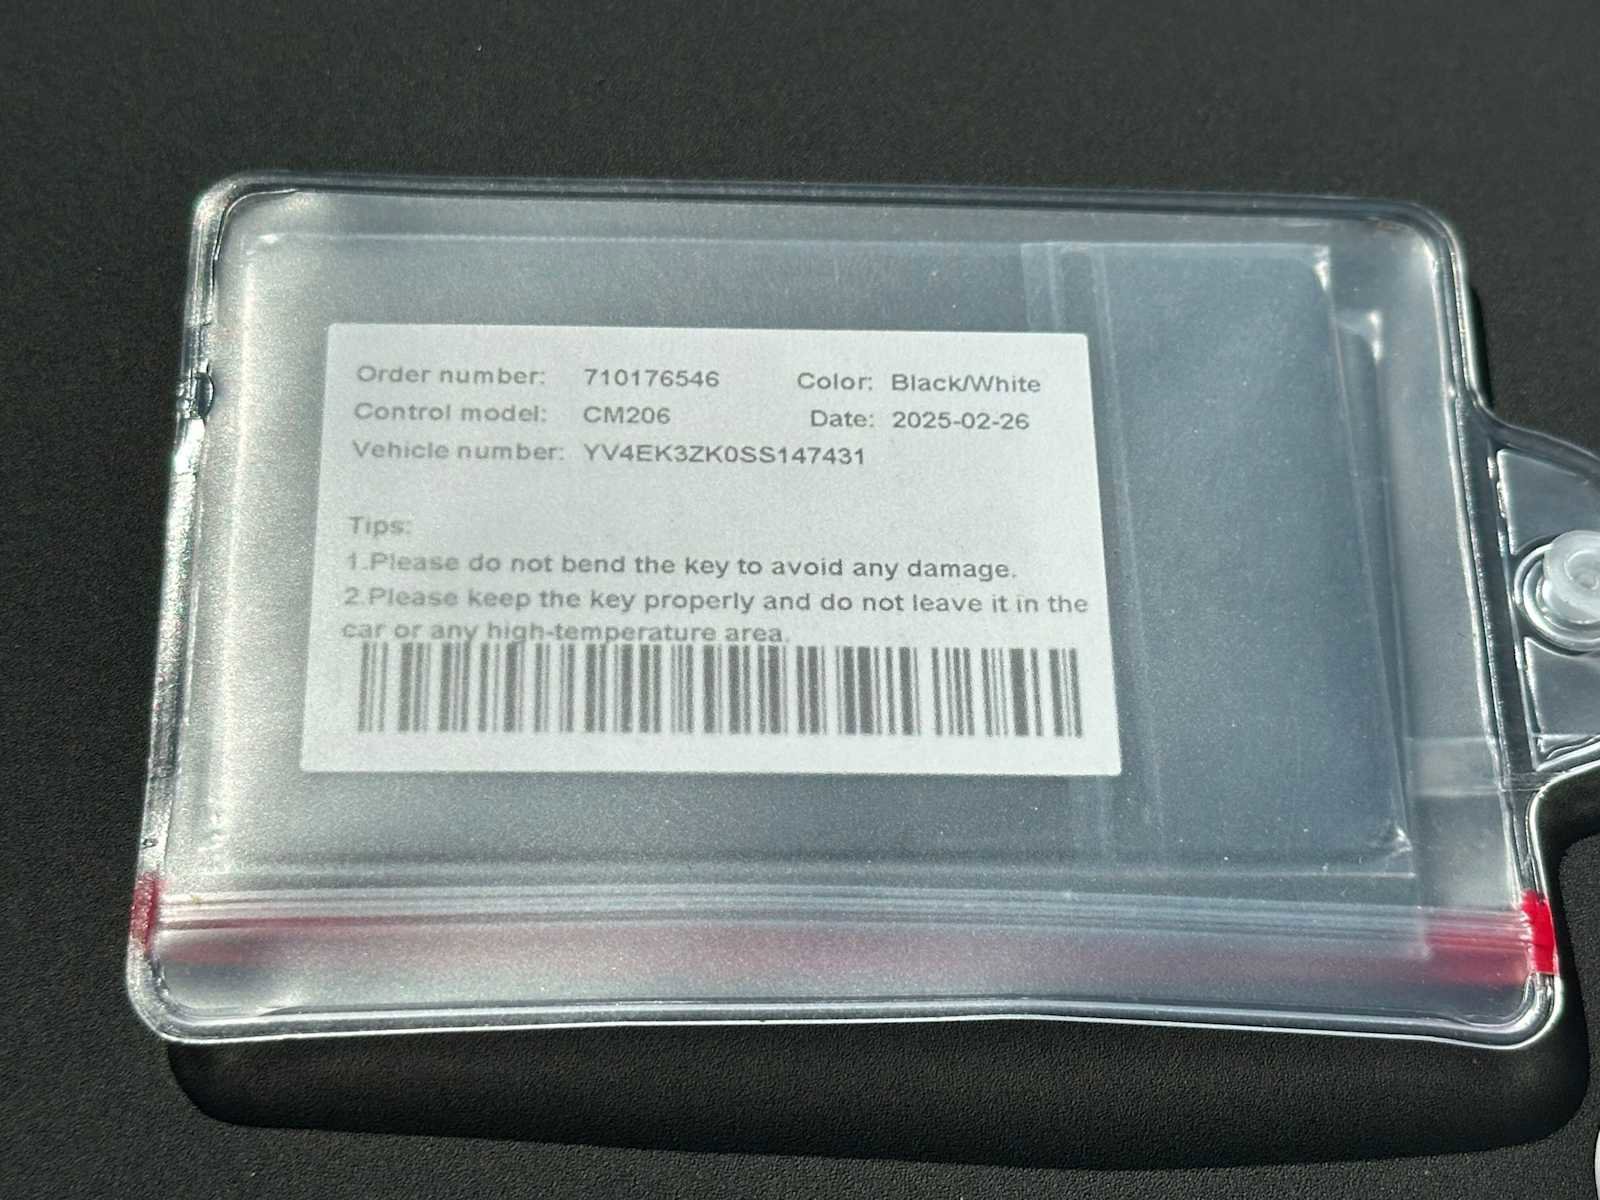 Order number: 710176546 Color: Black/White
Control model: CM206 Date: 2025-02-26
Vehicle number: YV4EK3ZK0SS147431
Tips:
1.Please do not bend the key to avoid any damage.
2.Please keep the key properly and do not leave it in the
car or any high-temperature area.